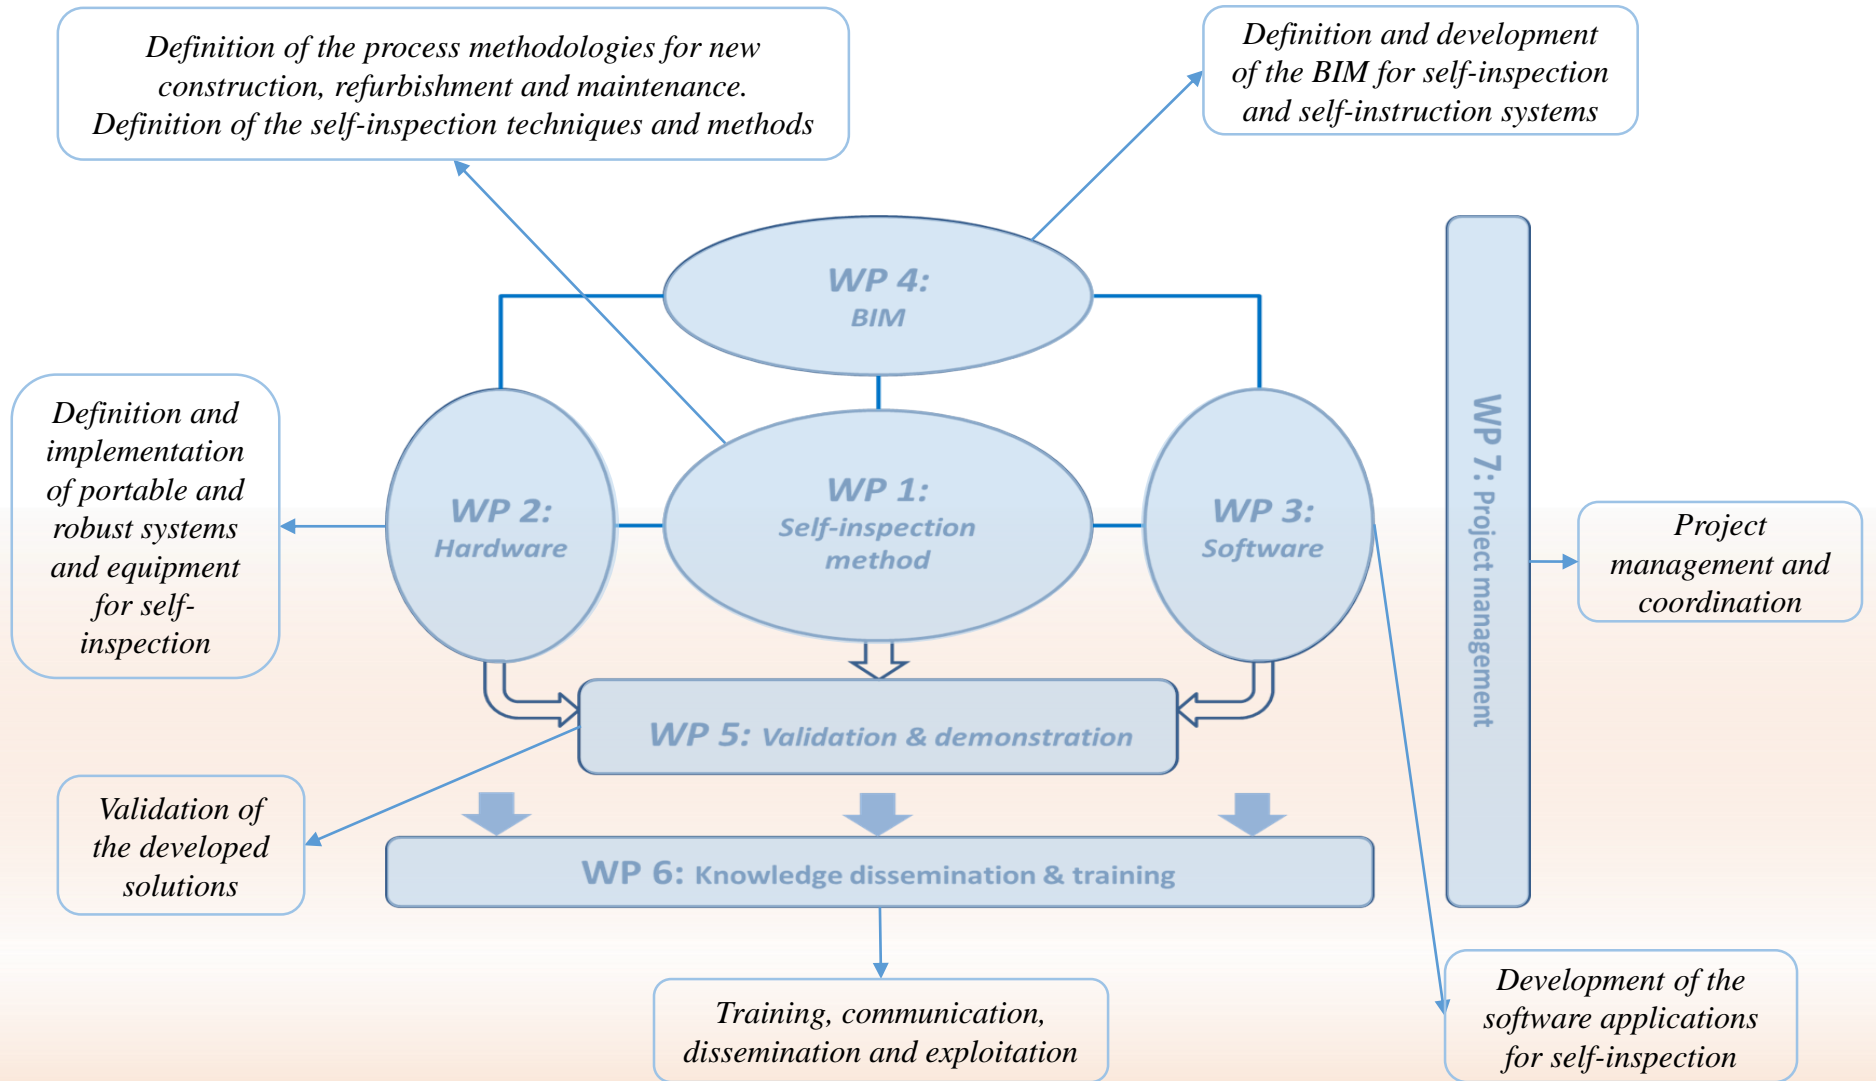 Definition of the process methodologies for new
construction, refurbishment and maintenance.
Definition of the self-inspection techniques and methods
Definition and development
of the BIM for self-inspection
and self-instruction systems
WP 4:
BIM
Definition and
implementation
of portable and
robust systems
and equipment
for self-
inspection
WP 2:
Hardware
WP 1:
Self-inspection
method
WP 3:
Software
WP 7: Project management
Project
management and
coordination
WP 5: Validation & demonstration
Validation of
the developed
solutions
WP 6: Knowledge dissemination & training
Training, communication,
dissemination and exploitation
Development of the
software applications
for self-inspection